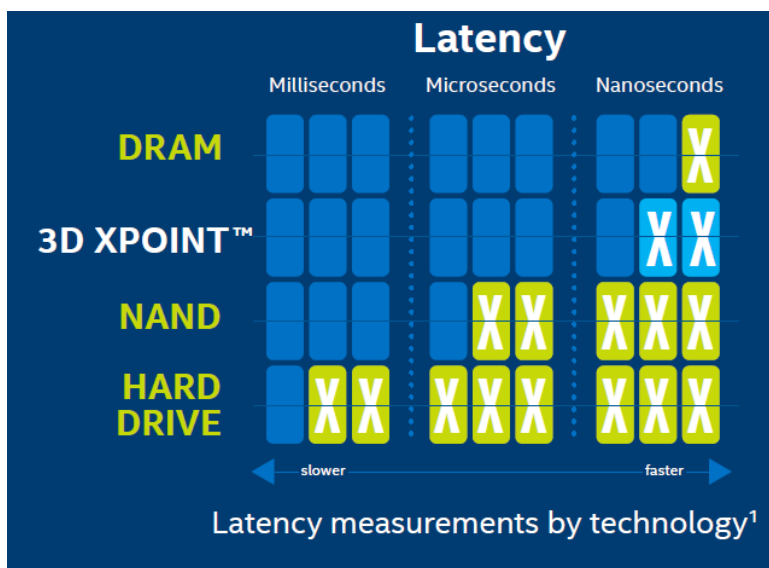 Latency
Milliseconds Microseconds Nanoseconds
DRAM X
3D XPOINT™ X X
NAND X X X X X
HARD
DRIVE X X X X X X X X
slower faster
Latency measurements by technology¹